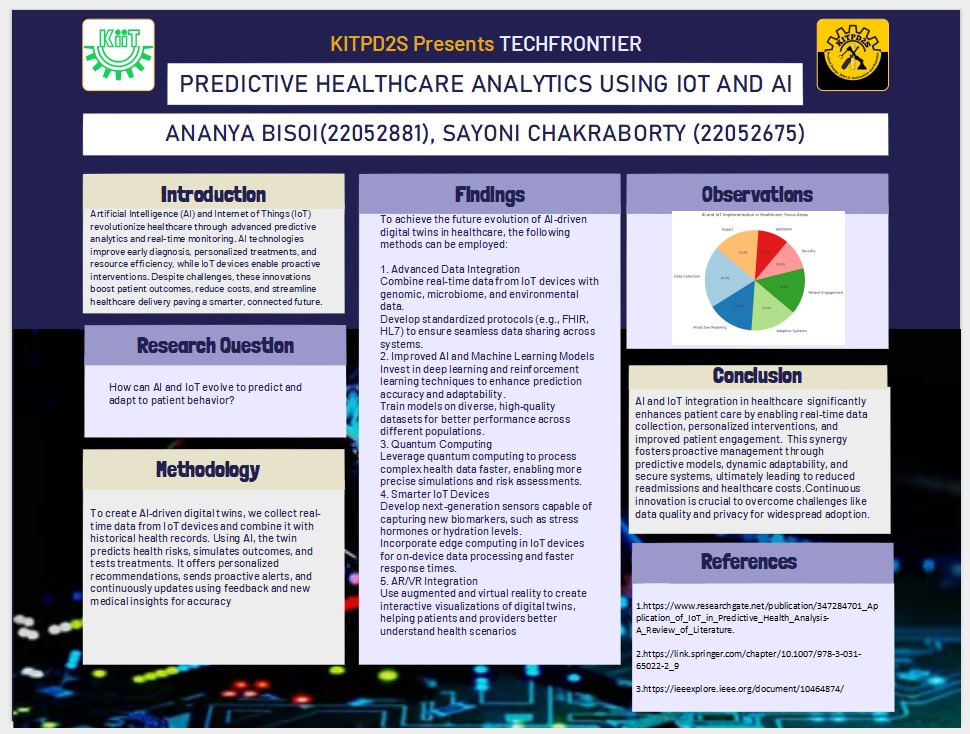 KiiT
KITPD2S
KITPD2S Presents TECHFRONTIER
PREDICTIVE HEALTHCARE ANALYTICS USING IOT AND AI
ANANYA BISOI(22052881), SAYONI CHAKRABORTY (22052675)
Introduction
Artificial Intelligence (AI) and Internet of Things (IoT)
revolutionize healthcare through advanced predictive
analytics and real-time monitoring. AI technologies
improve early diagnosis, personalized treatments, and
resource efficiency, while IoT devices enable proactive
interventions. Despite challenges, these innovations
boost patient outcomes, reduce costs, and streamline
healthcare delivery paving a smarter, connected future.
Research Question
How can AI and IoT evolve to predict and
adapt to patient behavior?
Methodology
To create AI-driven digital twins, we collect real-
time data from IoT devices and combine it with
historical health records. Using AI, the twin
predicts health risks, simulates outcomes, and
tests treatments. It offers personalized
recommendations, sends proactive alerts, and
continuously updates using feedback and new
medical insights for accuracy
Findings
To achieve the future evolution of AI-driven
digital twins in healthcare, the following
methods can be employed:
1. Advanced Data Integration
Combine real-time data from IoT devices with
genomic, microbiome, and environmental
data.
Develop standardized protocols (e.g., FHIR,
HL7) to ensure seamless data sharing across
systems.
2. Improved AI and Machine Learning Models
Invest in deep learning and reinforcement
learning techniques to enhance prediction
accuracy and adaptability.
Train models on diverse, high-quality
datasets for better performance across
different populations.
3. Quantum Computing
Leverage quantum computing to process
complex health data faster, enabling more
precise simulations and risk assessments.
4. Smarter IoT Devices
Develop next-generation sensors capable of
capturing new biomarkers, such as stress
hormones or hydration levels.
Incorporate edge computing in IoT devices
for on-device data processing and faster
response times.
5. AR/VR Integration
Use augmented and virtual reality to create
interactive visualizations of digital twins,
helping patients and providers better
understand health scenarios
Observations
AI and IoT Implementation in Healthcare: Focus Areas
Impact
Validation
Security
Data Collection
Patient Engagement
Predictive Modeling
Adaptive Systems
Conclusion
AI and IoT integration in healthcare significantly
enhances patient care by enabling real-time data
collection, personalized interventions, and
improved patient engagement. This synergy
fosters proactive management through
predictive models, dynamic adaptability, and
secure systems, ultimately leading to reduced
readmissions and healthcare costs.Continuous
innovation is crucial to overcome challenges like
data quality and privacy for widespread adoption.
References
1.https://www.researchgate.net/publication/347284701_Ap
plication_of_IoT_in_Predictive_Health_Analysis-
A_Review_of_Literature.
2.https://link.springer.com/chapter/10.1007/978-3-031-
65022-2_9
3.https://ieeexplore.ieee.org/document/10464874/